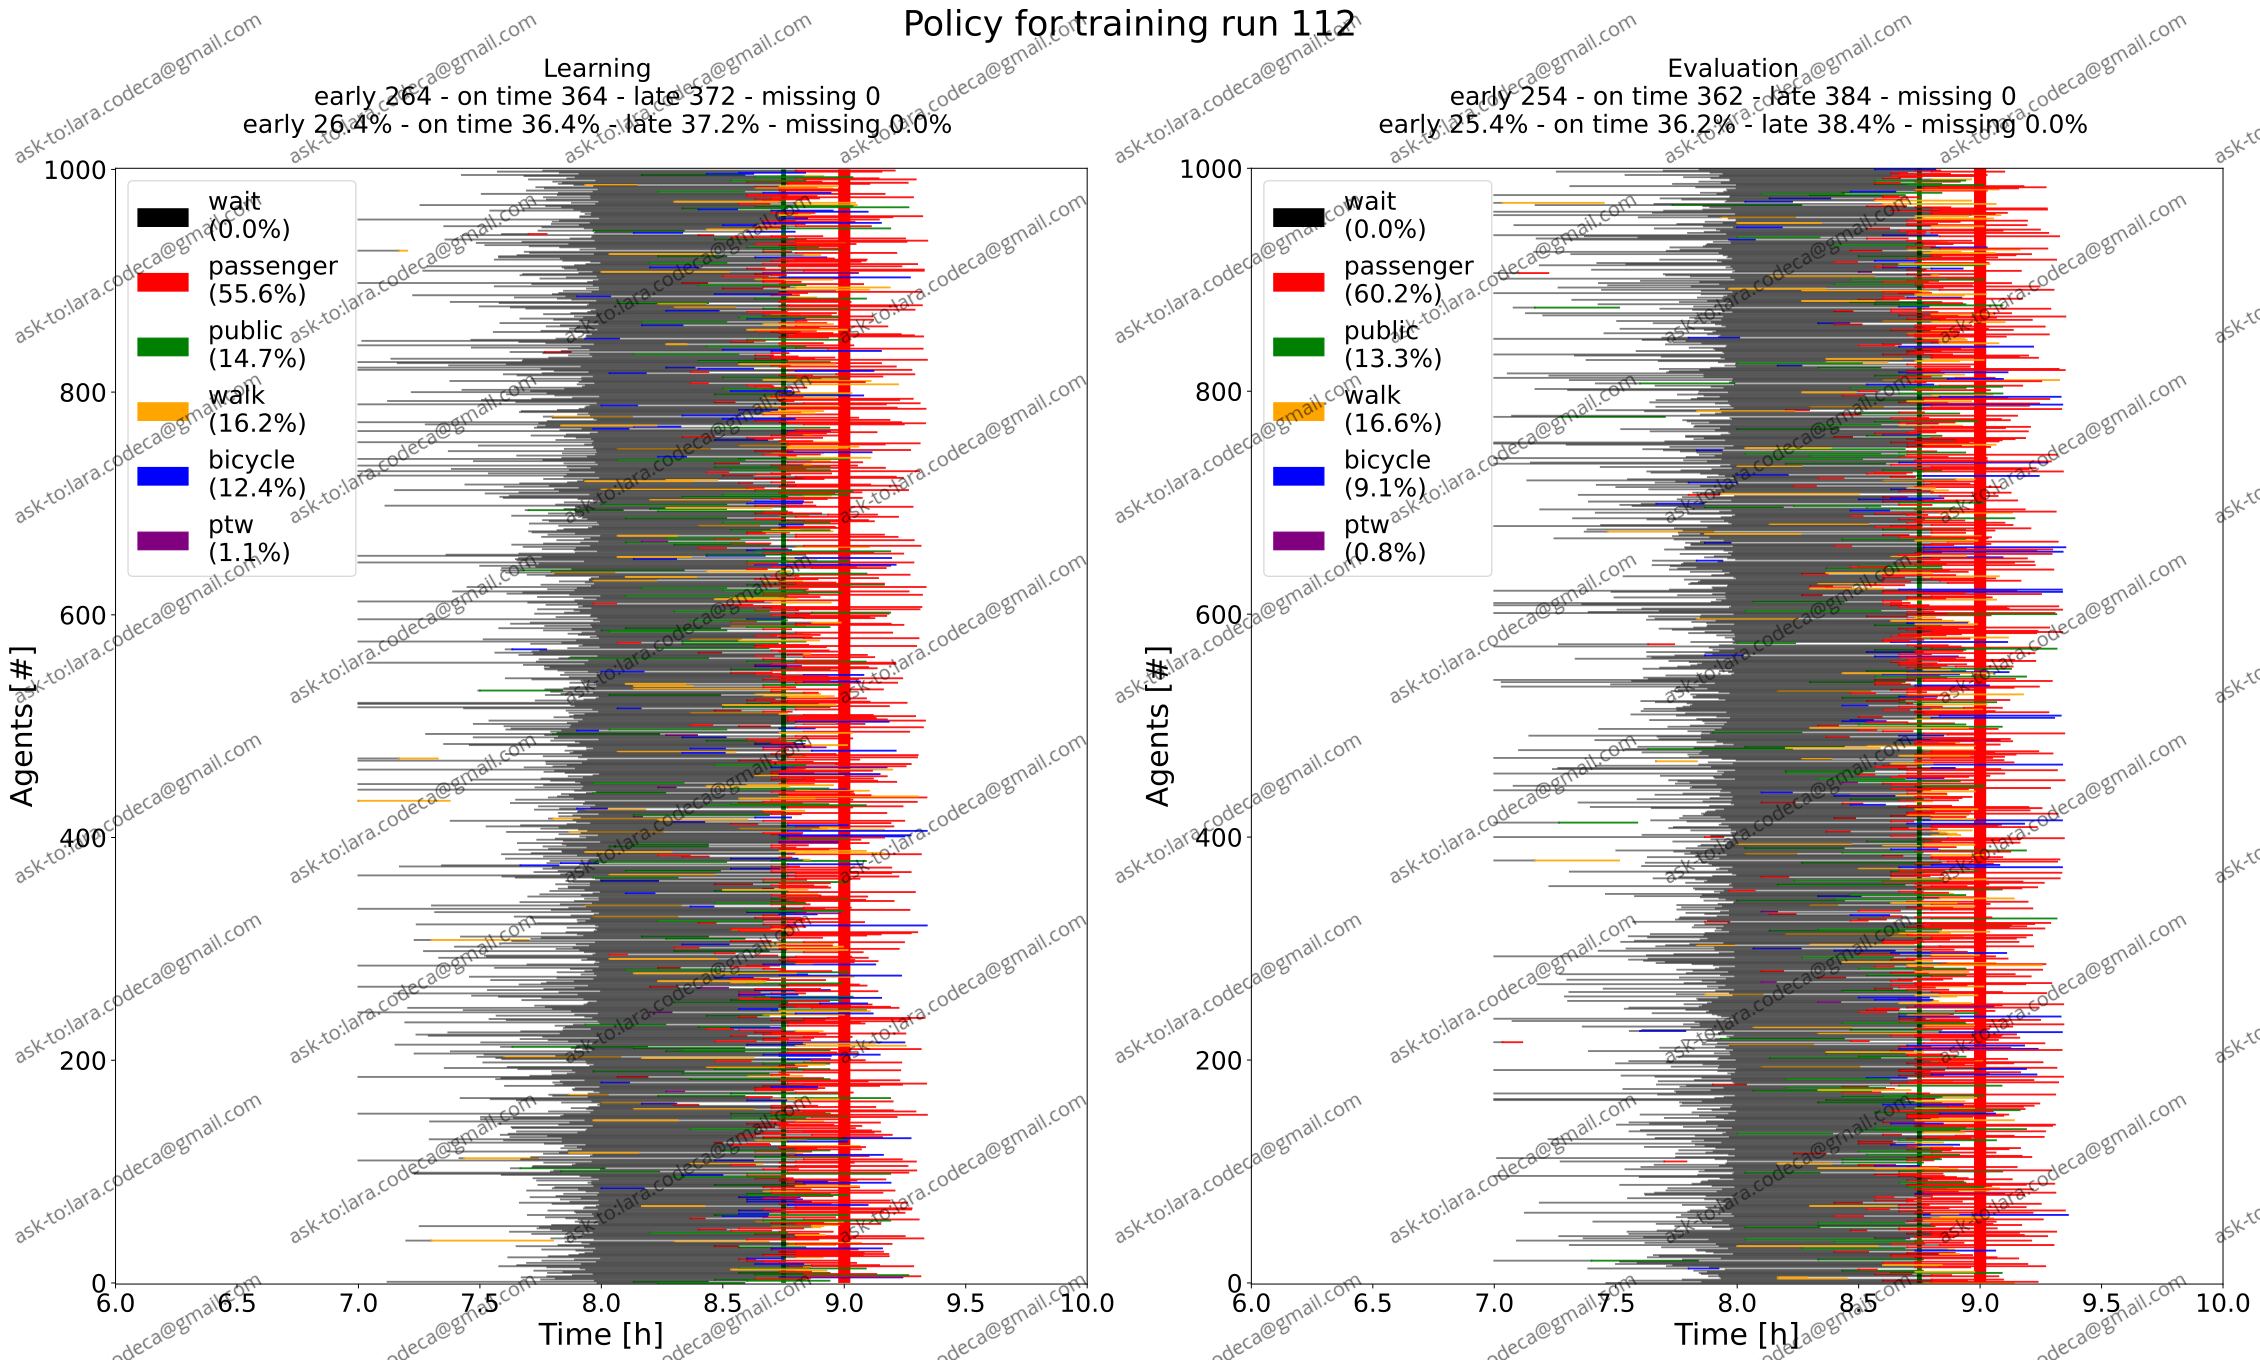 Policy for training run 112
Learning
early 264 - on time 364 - late 372 - missing 0
early 26.4% - on time 36.4% - late 37.2% - missing 0.0%
1000
800
600
400
200
0
Agents [#]
wait
(0.0%)
passenger
(55.6%)
public
(14.7%)
walk
(16.2%)
bicycle
(12.4%)
ptw
(1.1%)
6.0 6.5 7.0 7.5 8.0 8.5 9.0 9.5 10.0
Time [h]
Evaluation
early 254 - on time 362 - late 384 - missing 0
early 25.4% - on time 36.2% - late 38.4% - missing 0.0%
1000
800
600
400
200
0
Agents [#]
wait
(0.0%)
passenger
(60.2%)
public
(13.3%)
walk
(16.6%)
bicycle
(9.1%)
ptw
(0.8%)
6.0 6.5 7.0 7.5 8.0 8.5 9.0 9.5 10.0
Time [h]
ask-to:lara.codeca@gmail.com